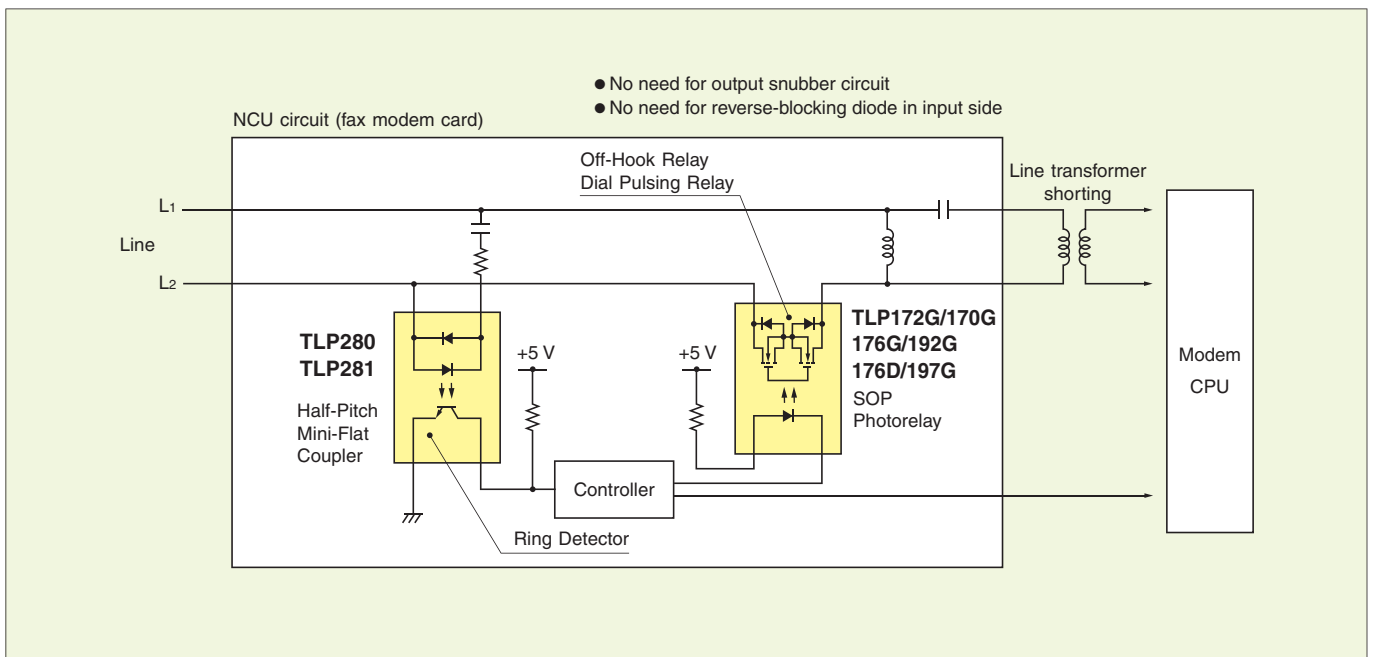 ● No need for output snubber circuit
● No need for reverse-blocking diode in input side
NCU circuit (fax modem card)
Off-Hook Relay
Dial Pulsing Relay
Line transformer
shorting
L1
Line
L2
TLP280
TLP281
Half-Pitch
Mini-Flat
Coupler
+5 V
+5 V
TLP172G/170G
176G/192G
176D/197G
SOP
Photorelay
Modem
CPU
Controller
Ring Detector